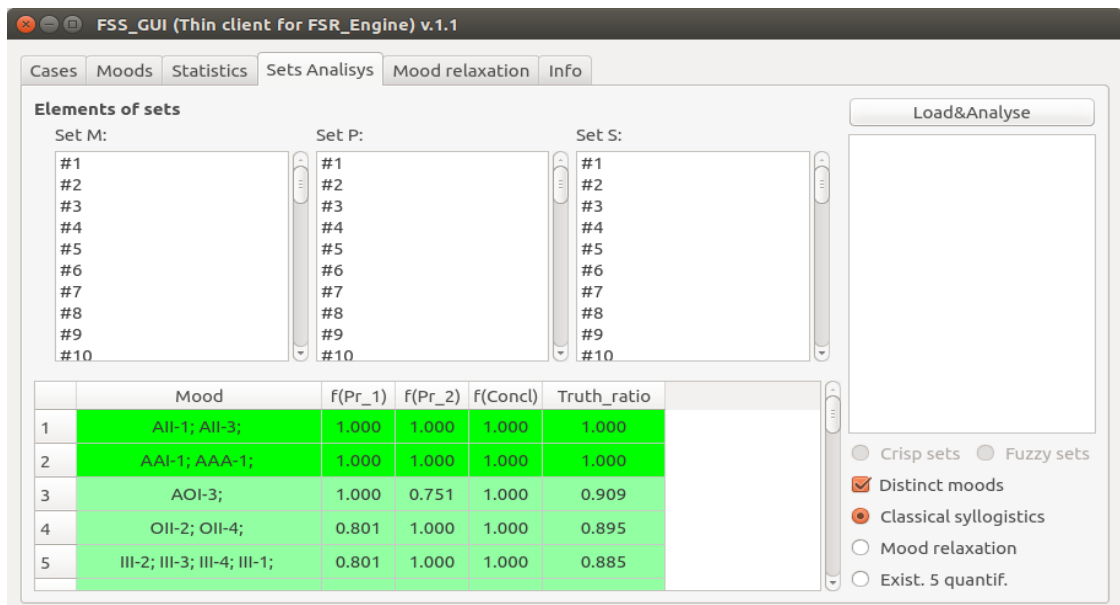 FSS_GUI (Thin client for FSR_Engine) v.1.1
Cases Moods Statistics Sets Analisys Mood relaxation Info
Elements of sets
Load&Analyse
Set M: Set P: Set S:
#1 #1 #1
#2 #2 #2
#3 #3 #3
#4 #4 #4
#5 #5 #5
#6 #6 #6
#7 #7 #7
#8 #8 #8
#9 #9 #9
#10 #10 #10
Mood f(Pr_1) f(Pr_2) f(Concl) Truth_ratio
1 AII-1; AII-3; 1.000 1.000 1.000 1.000
2 AAI-1; AAA-1; 1.000 1.000 1.000 1.000
3 AOI-3; 1.000 0.751 1.000 0.909
4 OII-2; OII-4; 0.801 1.000 1.000 0.895
5 III-2; III-3; III-4; III-1; 0.801 1.000 1.000 0.885
Crisp sets Fuzzy sets
Distinct moods
Classical syllogistics
Mood relaxation
Exist. 5 quantif.